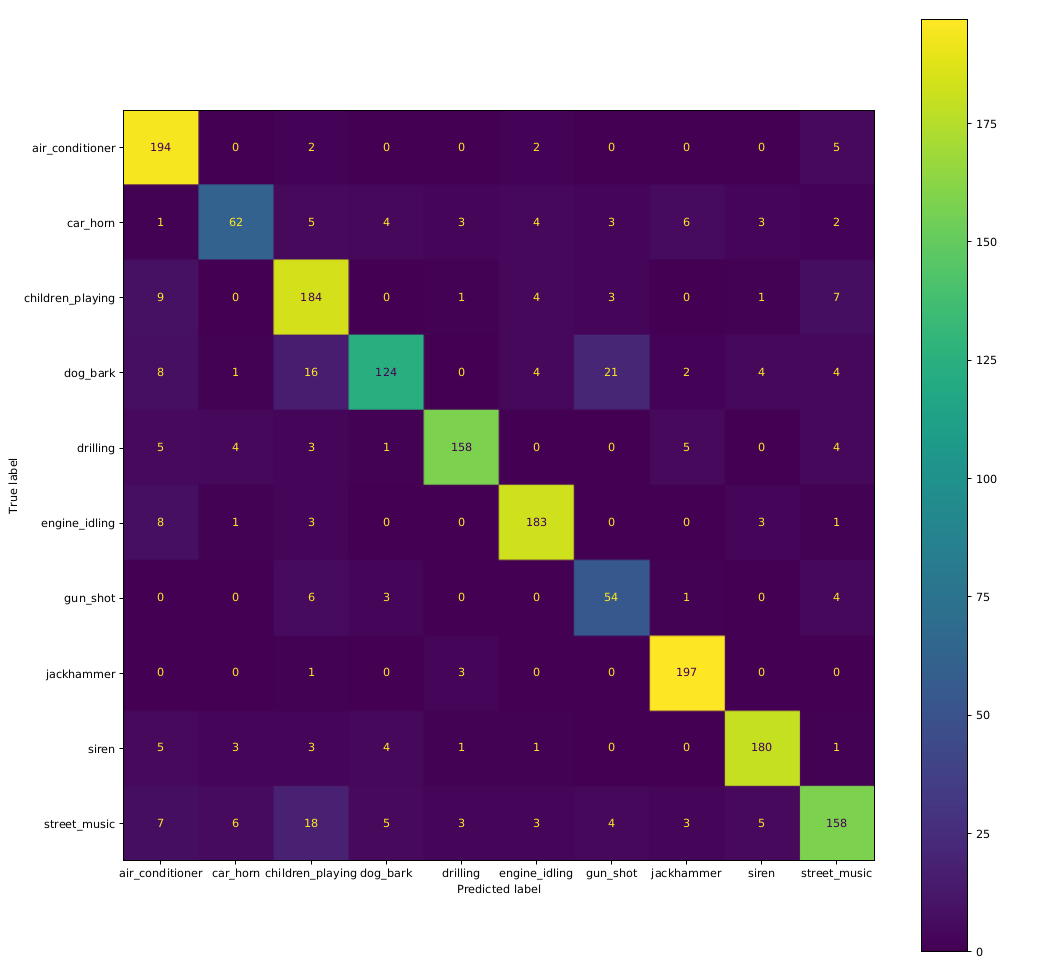 air_conditioner 194 0 2 0 0 2 0 0 0 5
car_horn 1 62 5 4 3 4 3 6 3 2
children_playing 9 0 184 0 1 4 3 0 1 7
dog_bark 8 1 16 124 0 4 21 2 4 4
drilling 5 4 3 1 158 0 0 5 0 4
engine_idling 8 1 3 0 0 183 0 0 3 1
gun_shot 0 0 6 3 0 0 54 1 0 4
jackhammer 0 0 1 0 3 0 0 197 0 0
siren 5 3 3 4 1 1 0 0 180 1
street_music 7 6 18 5 3 3 4 3 5 158
air_conditioner car_horn children_playing dog_bark drilling engine_idling gun_shot jackhammer siren street_music
Predicted label
True label
175
150
125
100
75
50
25
0